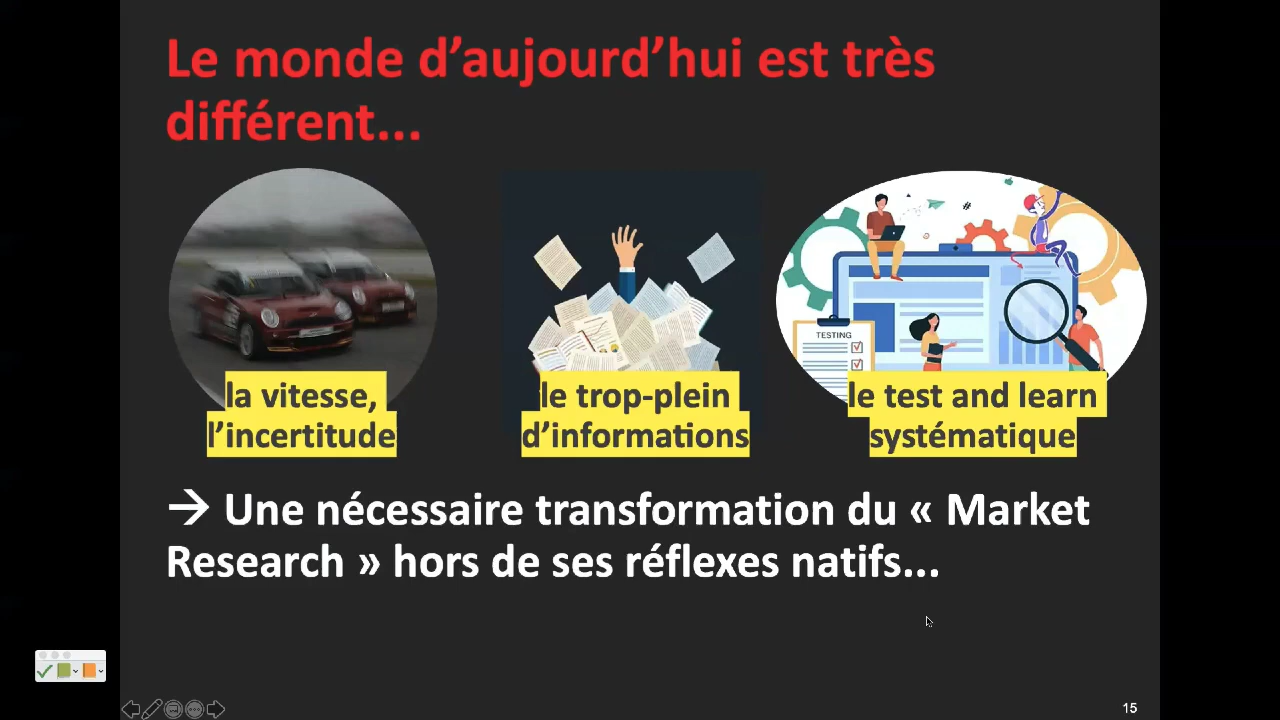 Le monde d’aujourd’hui est très
différent...
#
TESTING
la vitesse,
l’incertitude
le trop-plein
d’informations
le test and learn
systématique
→ Une nécessaire transformation du « Market
Research » hors de ses réflexes natifs...
15